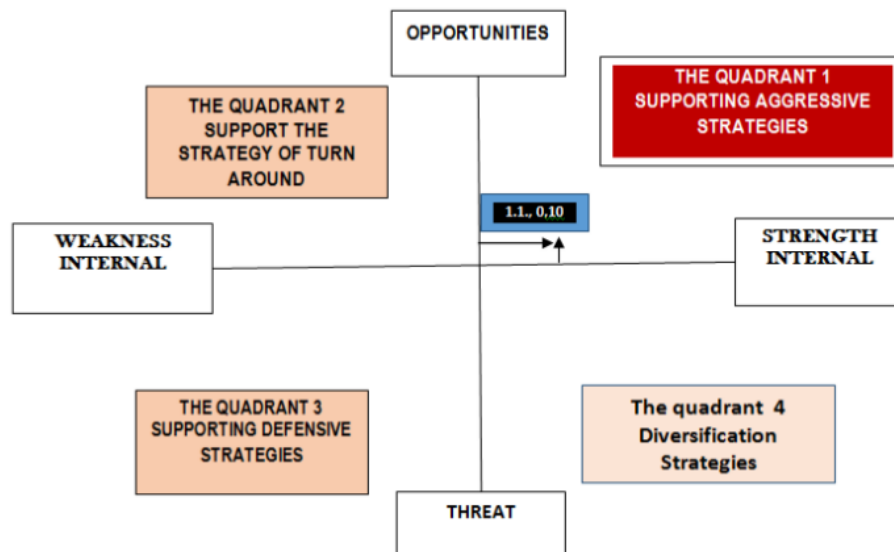 OPPORTUNITIES
THE QUADRANT 1
SUPPORTING AGGRESSIVE
STRATEGIES
THE QUADRANT 2
SUPPORT THE
STRATEGY OF TURN
AROUND
1.1., 0,10
WEAKNESS
INTERNAL
STRENGTH
INTERNAL
THE QUADRANT 3
SUPPORTING DEFENSIVE
STRATEGIES
The quadrant 4
Diversification
Strategies
THREAT